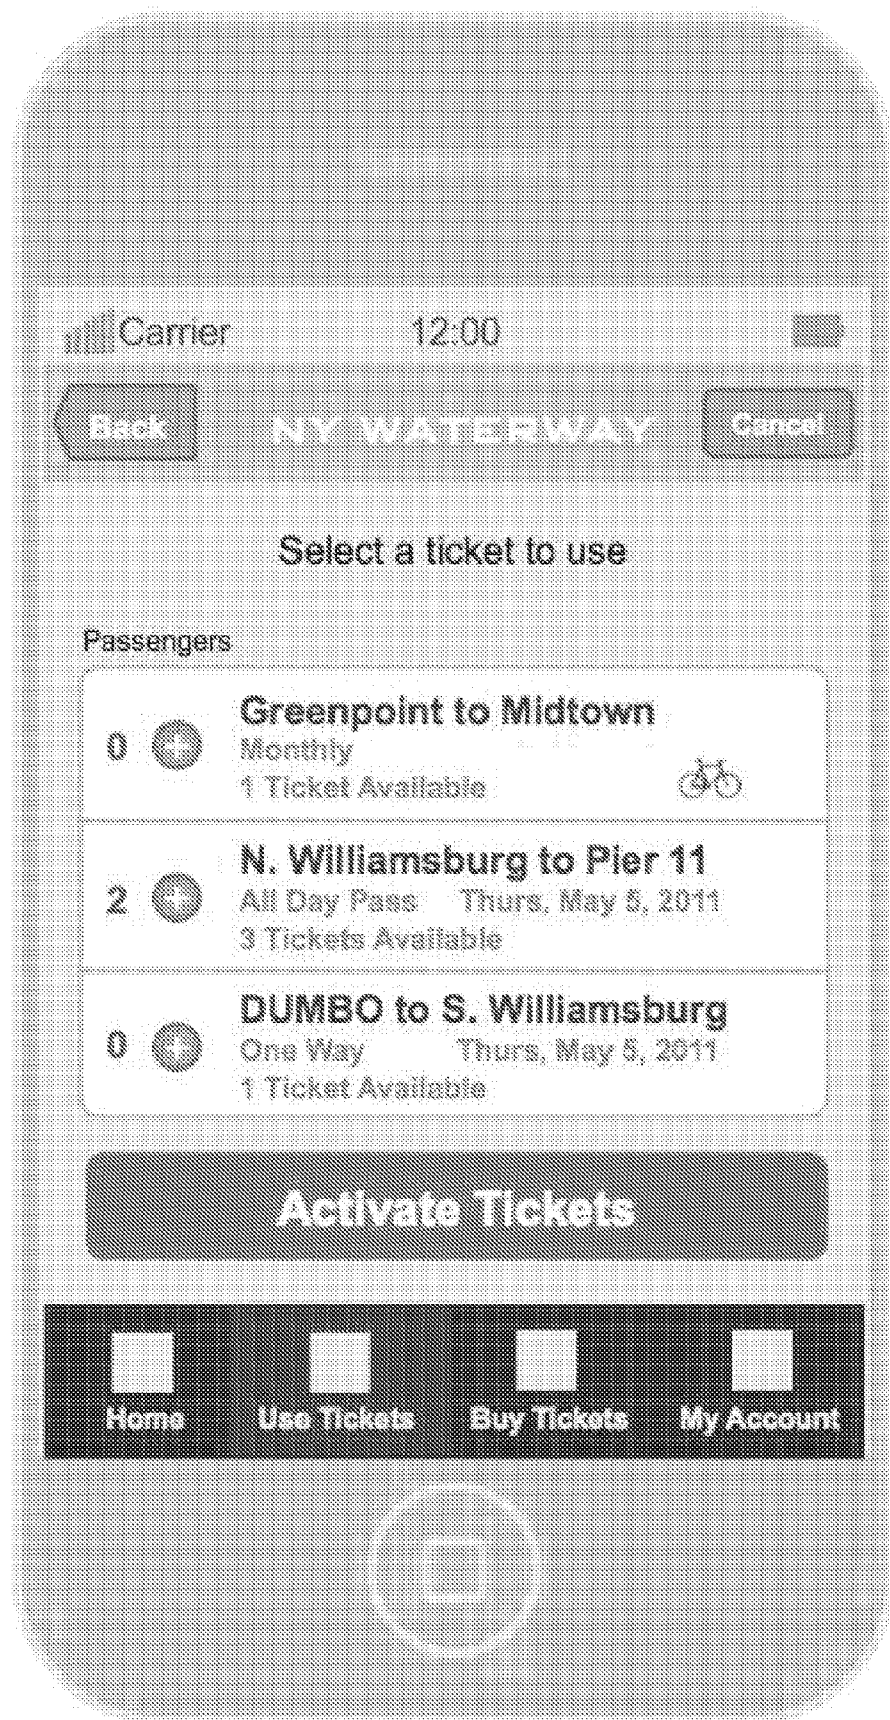 Carrier 12:00
Back NY WATERWAY Cancel
Select a ticket to use
Passengers
Greenpoint to Midtown
0 Monthly
1 Ticket Available
N. Williamsburg to Pier 11
2 All Day Pass Thurs, May 5, 2011
3 Tickets Available
DUMBO to S. Williamsburg
0 One Way Thurs, May 5, 2011
1 Ticket Available
Activate Tickets
Home Use Tickets Buy Tickets My Account